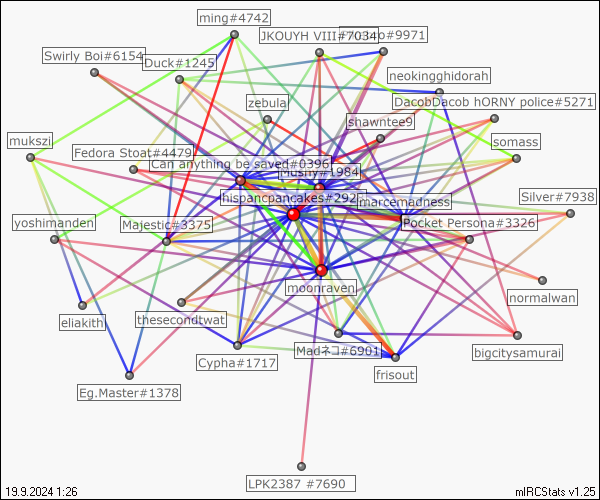 ming#4742
JKOUYH VIII#7034
#9971
Swirly Boi#6154
Duck#1245
neokingghidorah
zebula
DacobDacob hORNY police#5271
shawntee9
mukszi
somass
Fedora Stoat#4479
Can anything be saved#0396
Mushy#1984
hispancpancakes#292
marcemadness
Silver#7938
yoshimanden
Majestic#3375
Pocket Persona#3326
moonraven
normalwan
eliakith
thesecondtwat
Cypha#1717
Madネコ#6901
bigcitysamurai
frisout
Eg.Master#1378
LPK2387 #7690
19.9.2024 1:26
mIRCStats v1.25